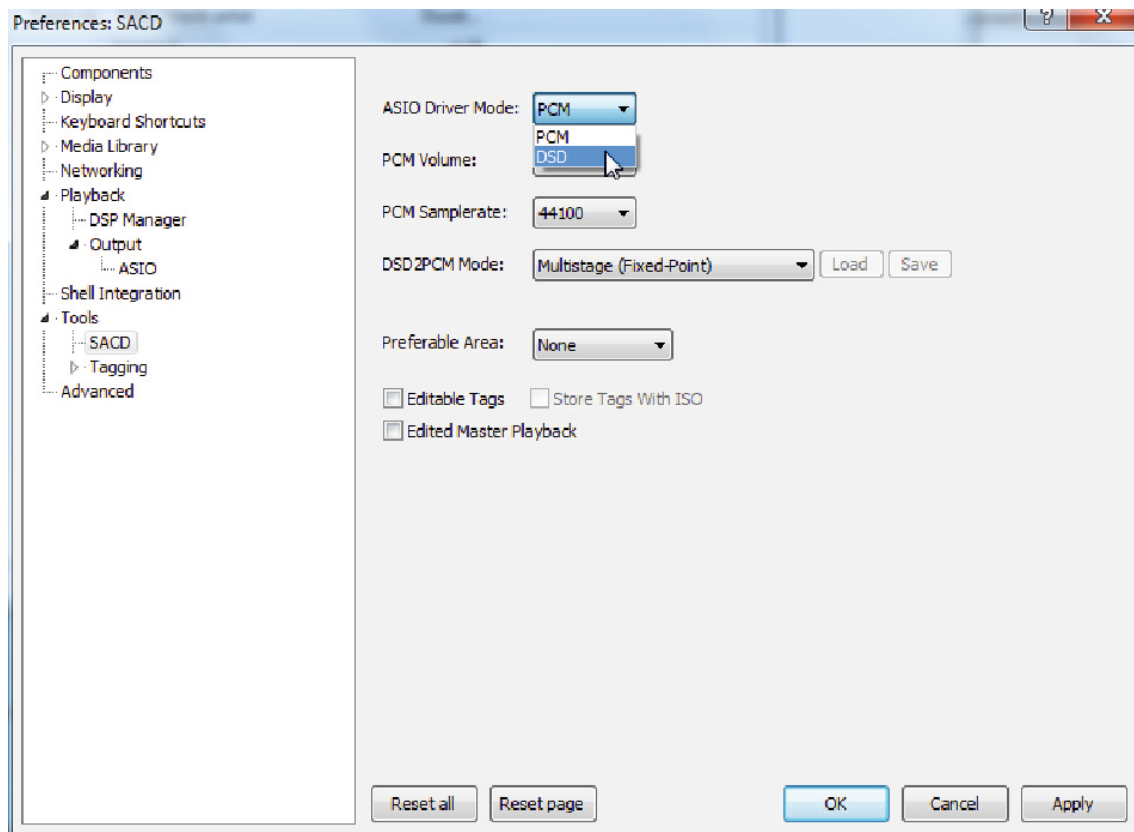 Preferences: SACD
?
X
Components
Display
Keyboard Shortcuts
Media Library
Networking
Playback
DSP Manager
Output
ASIO
Shell Integration
Tools
SACD
Tagging
Advanced
ASIO Driver Mode: PCM
PCM
DSD
PCM Volume:
PCM Samplerate: 44100
DSD2PCM Mode: Multistage (Fixed-Point) Load Save
Preferable Area: None
Editable Tags Store Tags With ISO
Edited Master Playback
Reset all Reset page OK Cancel Apply